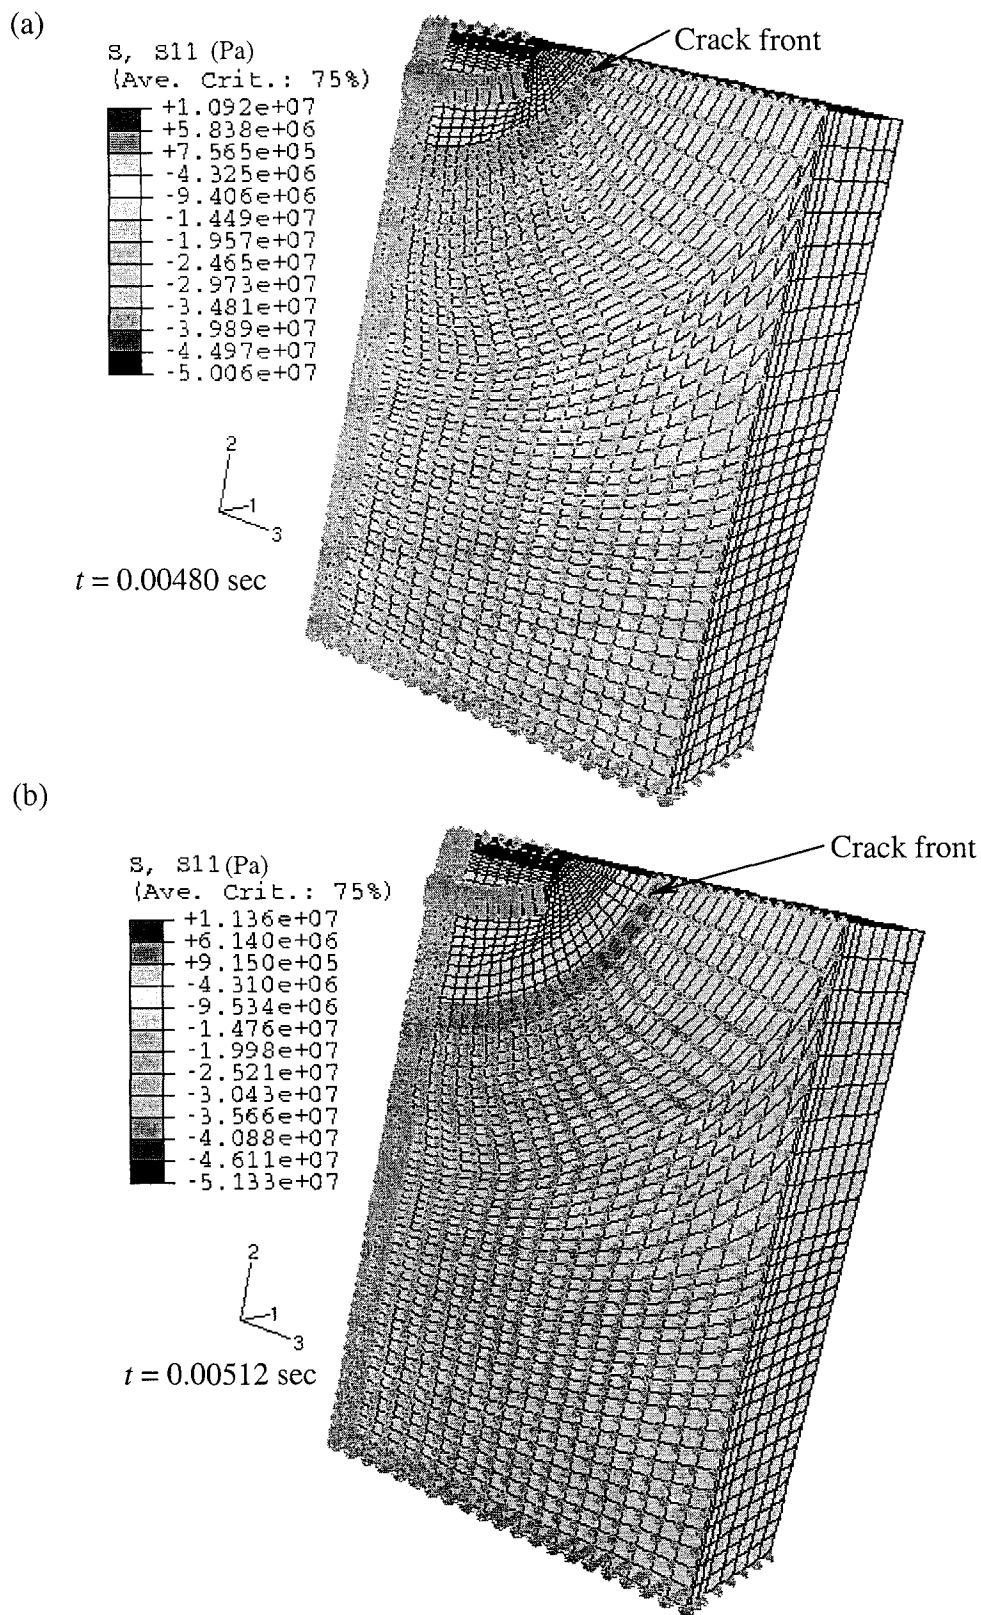 (a)
Crack front
S, S11 (Pa)
(Ave. Crit.: 75%)
+1.092e+07
+5.838e+06
+7.565e+05
-4.325e+06
-9.406e+06
-1.449e+07
-1.957e+07
-2.465e+07
-2.973e+07
-3.481e+07
-3.989e+07
-4.497e+07
-5.006e+07
2
1
3
t = 0.00480 sec
(b)
Crack front
S, S11 (Pa)
(Ave. Crit.: 75%)
+1.136e+07
+6.140e+06
+9.150e+05
-4.310e+06
-9.534e+06
-1.476e+07
-1.998e+07
-2.521e+07
-3.043e+07
-3.566e+07
-4.088e+07
-4.611e+07
-5.133e+07
2
1
3
t = 0.00512 sec